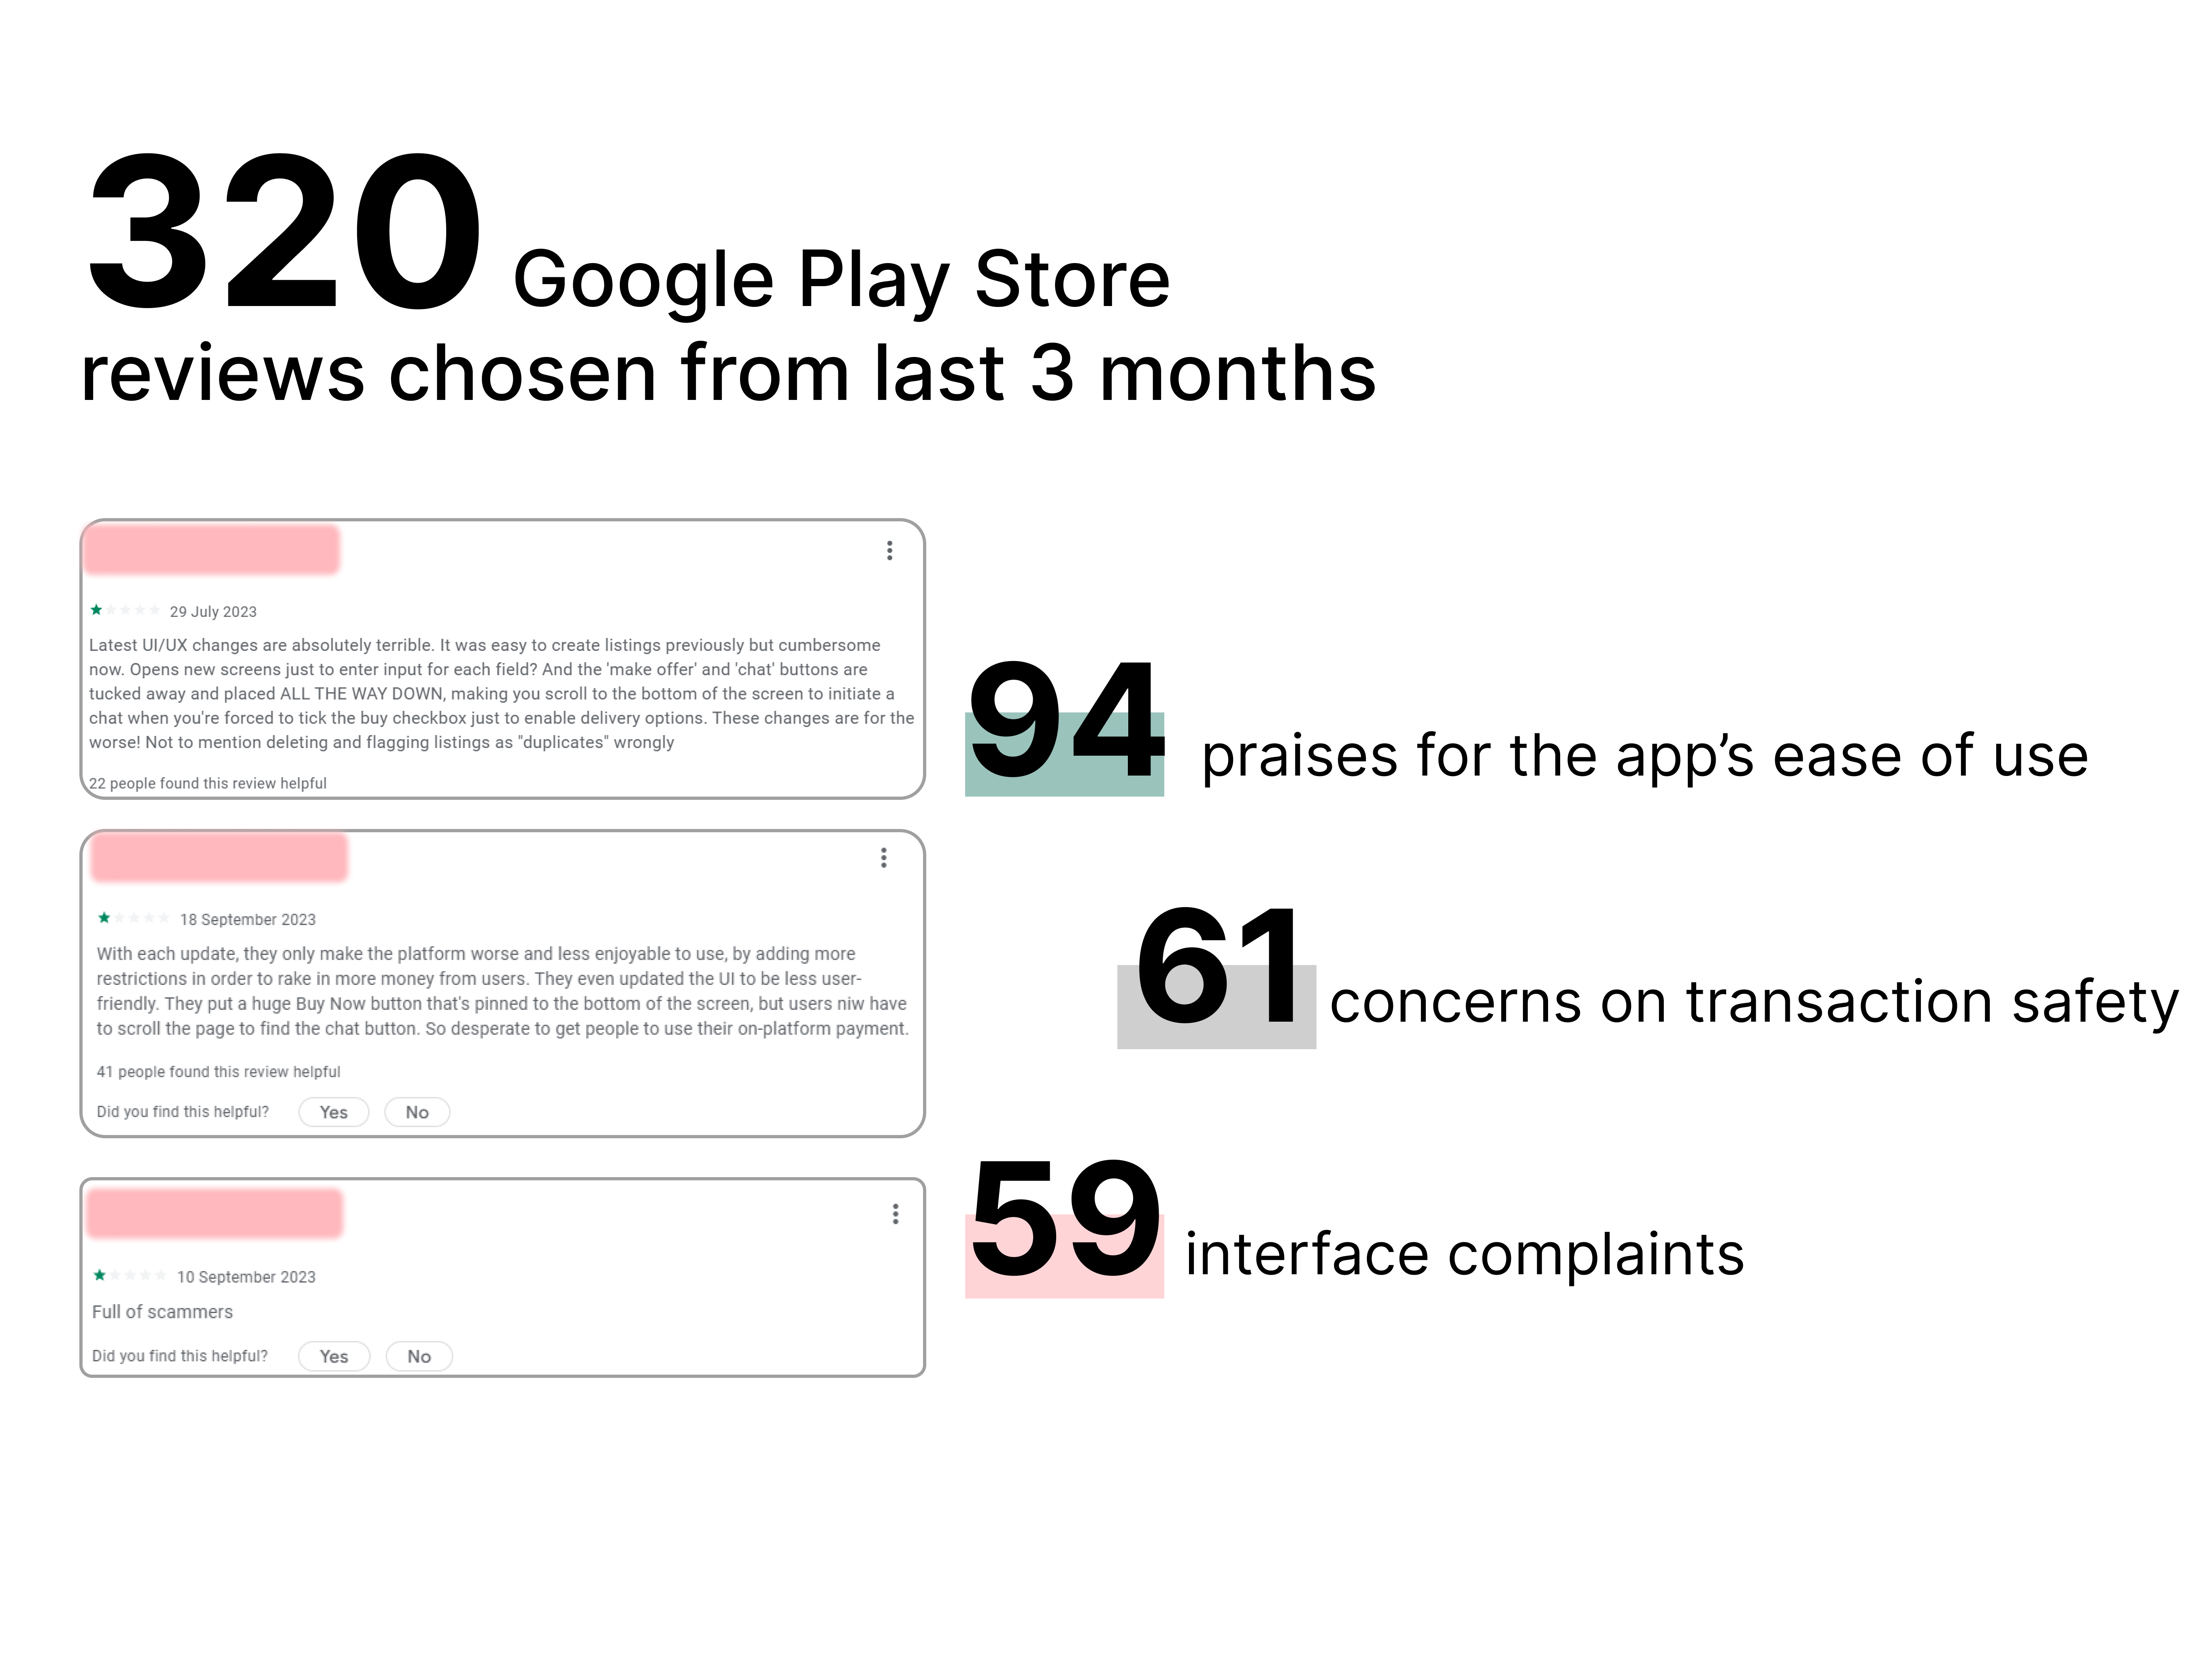 320 Google Play Store
reviews chosen from last 3 months
29 July 2023
Latest UI/UX changes are absolutely terrible. It was easy to create listings previously but cumbersome
now. Opens new screens just to enter input for each field? And the 'make offer' and 'chat' buttons are
tucked away and placed ALL THE WAY DOWN, making you scroll to the bottom of the screen to initiate a
chat when you're forced to tick the buy checkbox just to enable delivery options. These changes are for the
worse! Not to mention deleting and flagging listings as "duplicates" wrongly
22 people found this review helpful
18 September 2023
With each update, they only make the platform worse and less enjoyable to use, by adding more
restrictions in order to rake in more money from users. They even updated the UI to be less user-
friendly. They put a huge Buy Now button that's pinned to the bottom of the screen, but users niw have
to scroll the page to find the chat button. So desperate to get people to use their on-platform payment.
41 people found this review helpful
Did you find this helpful? Yes No
10 September 2023
Full of scammers
Did you find this helpful? Yes No
94 praises for the app’s ease of use
61 concerns on transaction safety
59 interface complaints